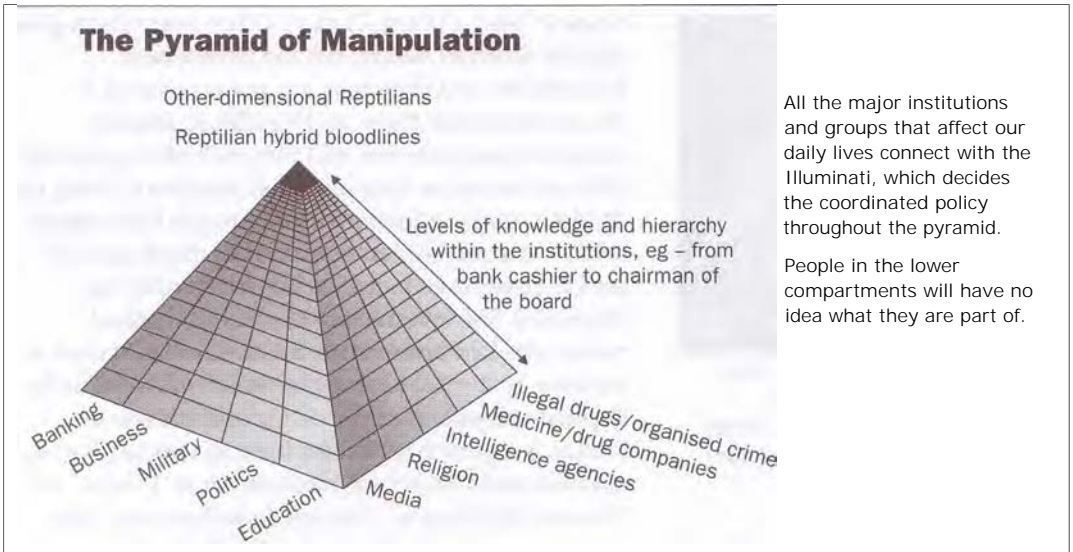 The Pyramid of Manipulation
Other-dimensional Reptilians
Reptilian hybrid bloodlines
Levels of knowledge and hierarchy
within the institutions, eg – from
bank cashier to chairman of
the board
Banking
Business
Military
Politics
Education
Media
Religion
Intelligence agencies
Medicine/drug companies
Illegal drugs/organised crime
All the major institutions
and groups that affect our
daily lives connect with the
Illuminati, which decides
the coordinated policy
throughout the pyramid.
People in the lower
compartments will have no
idea what they are part of.